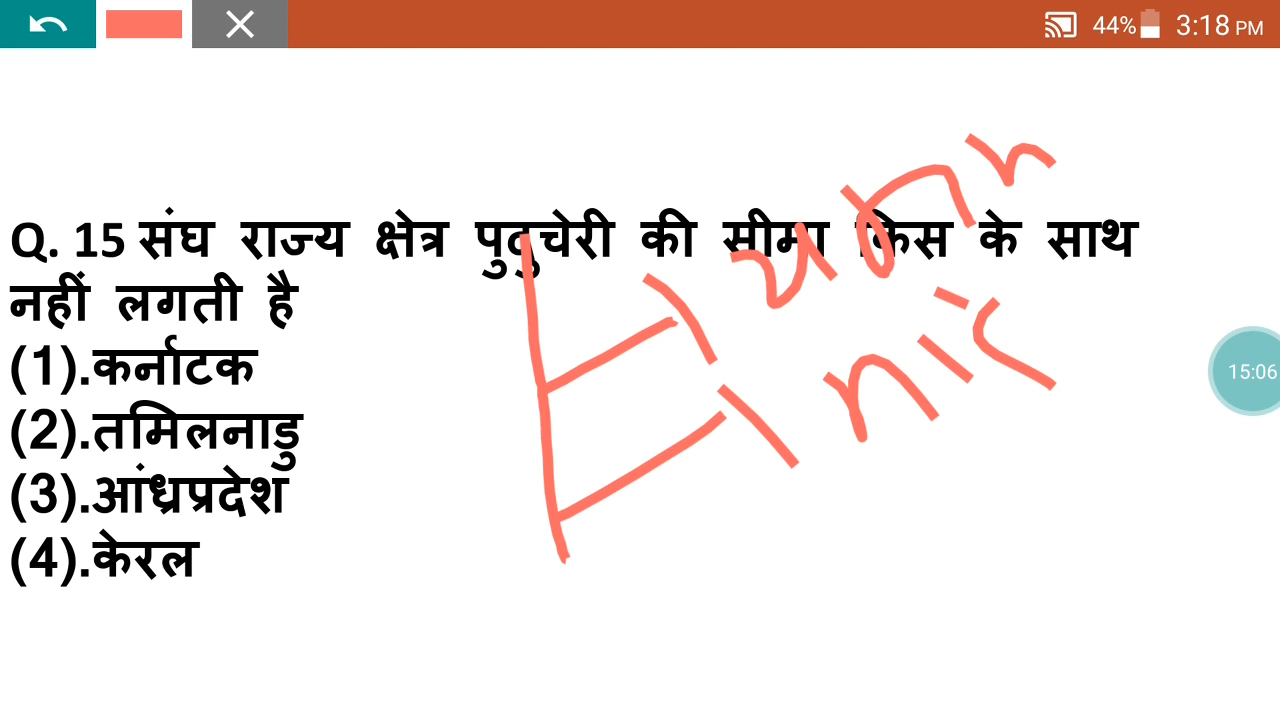 44% 3:18 PM
Q. 15 संघ राज्य क्षेत्र पुदुचेरी की सीमा किस के साथ
नहीं लगती है
(1).कर्नाटक
(2).तमिलनाडु
(3).आंध्रप्रदेश
(4).केरल
15:06